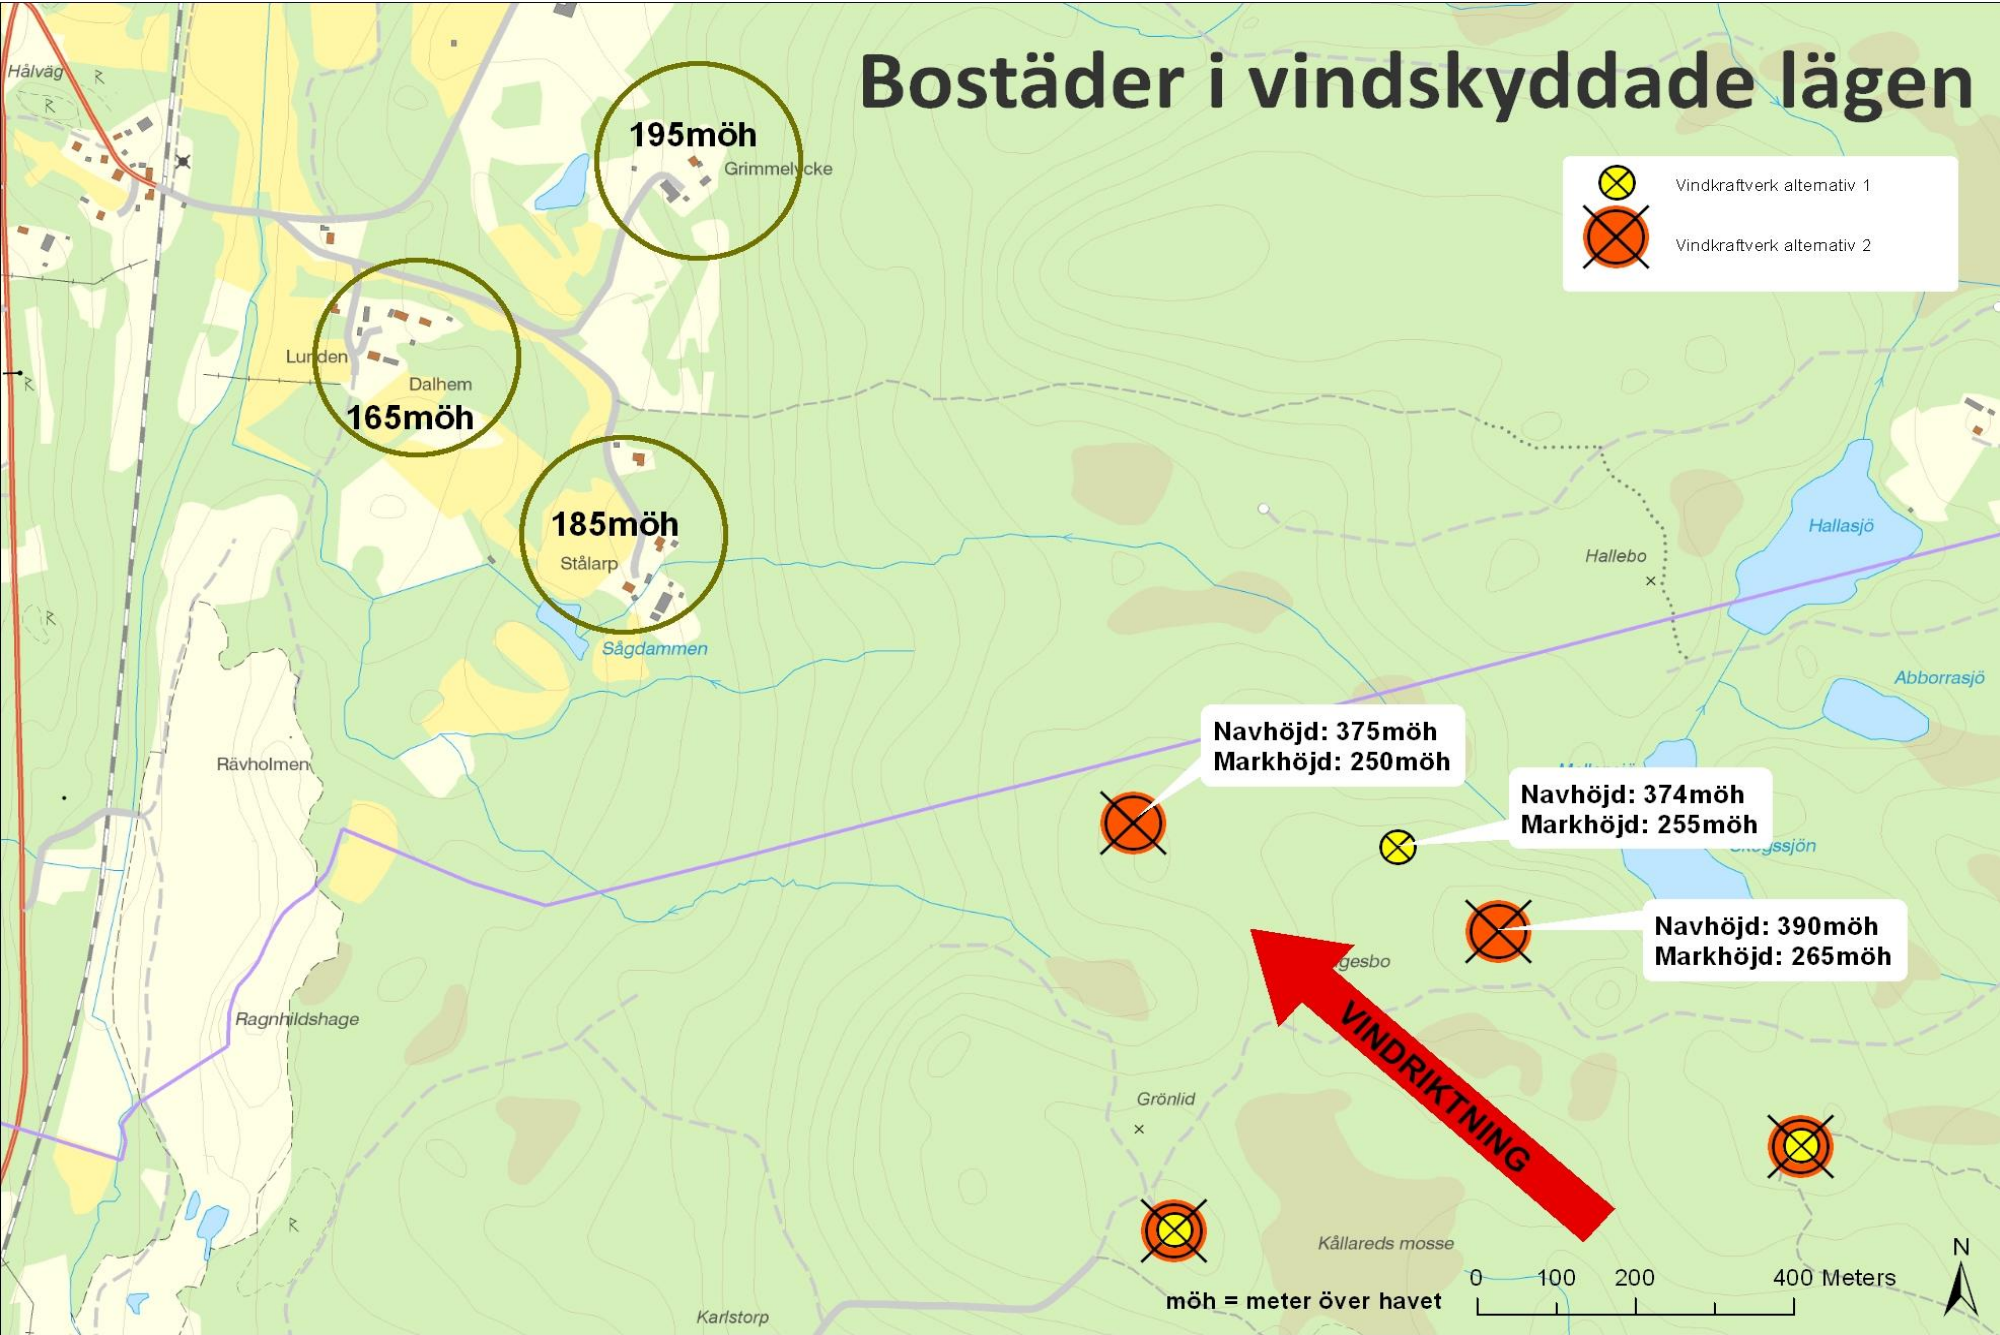 Bostäder i vindskyddade lägen
Hålväg
R
R
195möh
Grimmelycke
Vindkraftverk alternativ 1
Vindkraftverk alternativ 2
Lunden
Dalhem
165möh
R
185möh
Stålarp
Sågdammen
Hallasjö
Hallebo
R
Abborrasjö
Rävholmen
Navhöjd: 375möh
Markhöjd: 250möh
Navhöjd: 374möh
Markhöjd: 255möh
Navhöjd: 390möh
Markhöjd: 265möh
gesbo
VINDRIKTNING
Ragnhildshage
Grönlid
R
Kållareds mosse
Karlstorp
möh = meter över havet
0 100 200 400 Meters
N